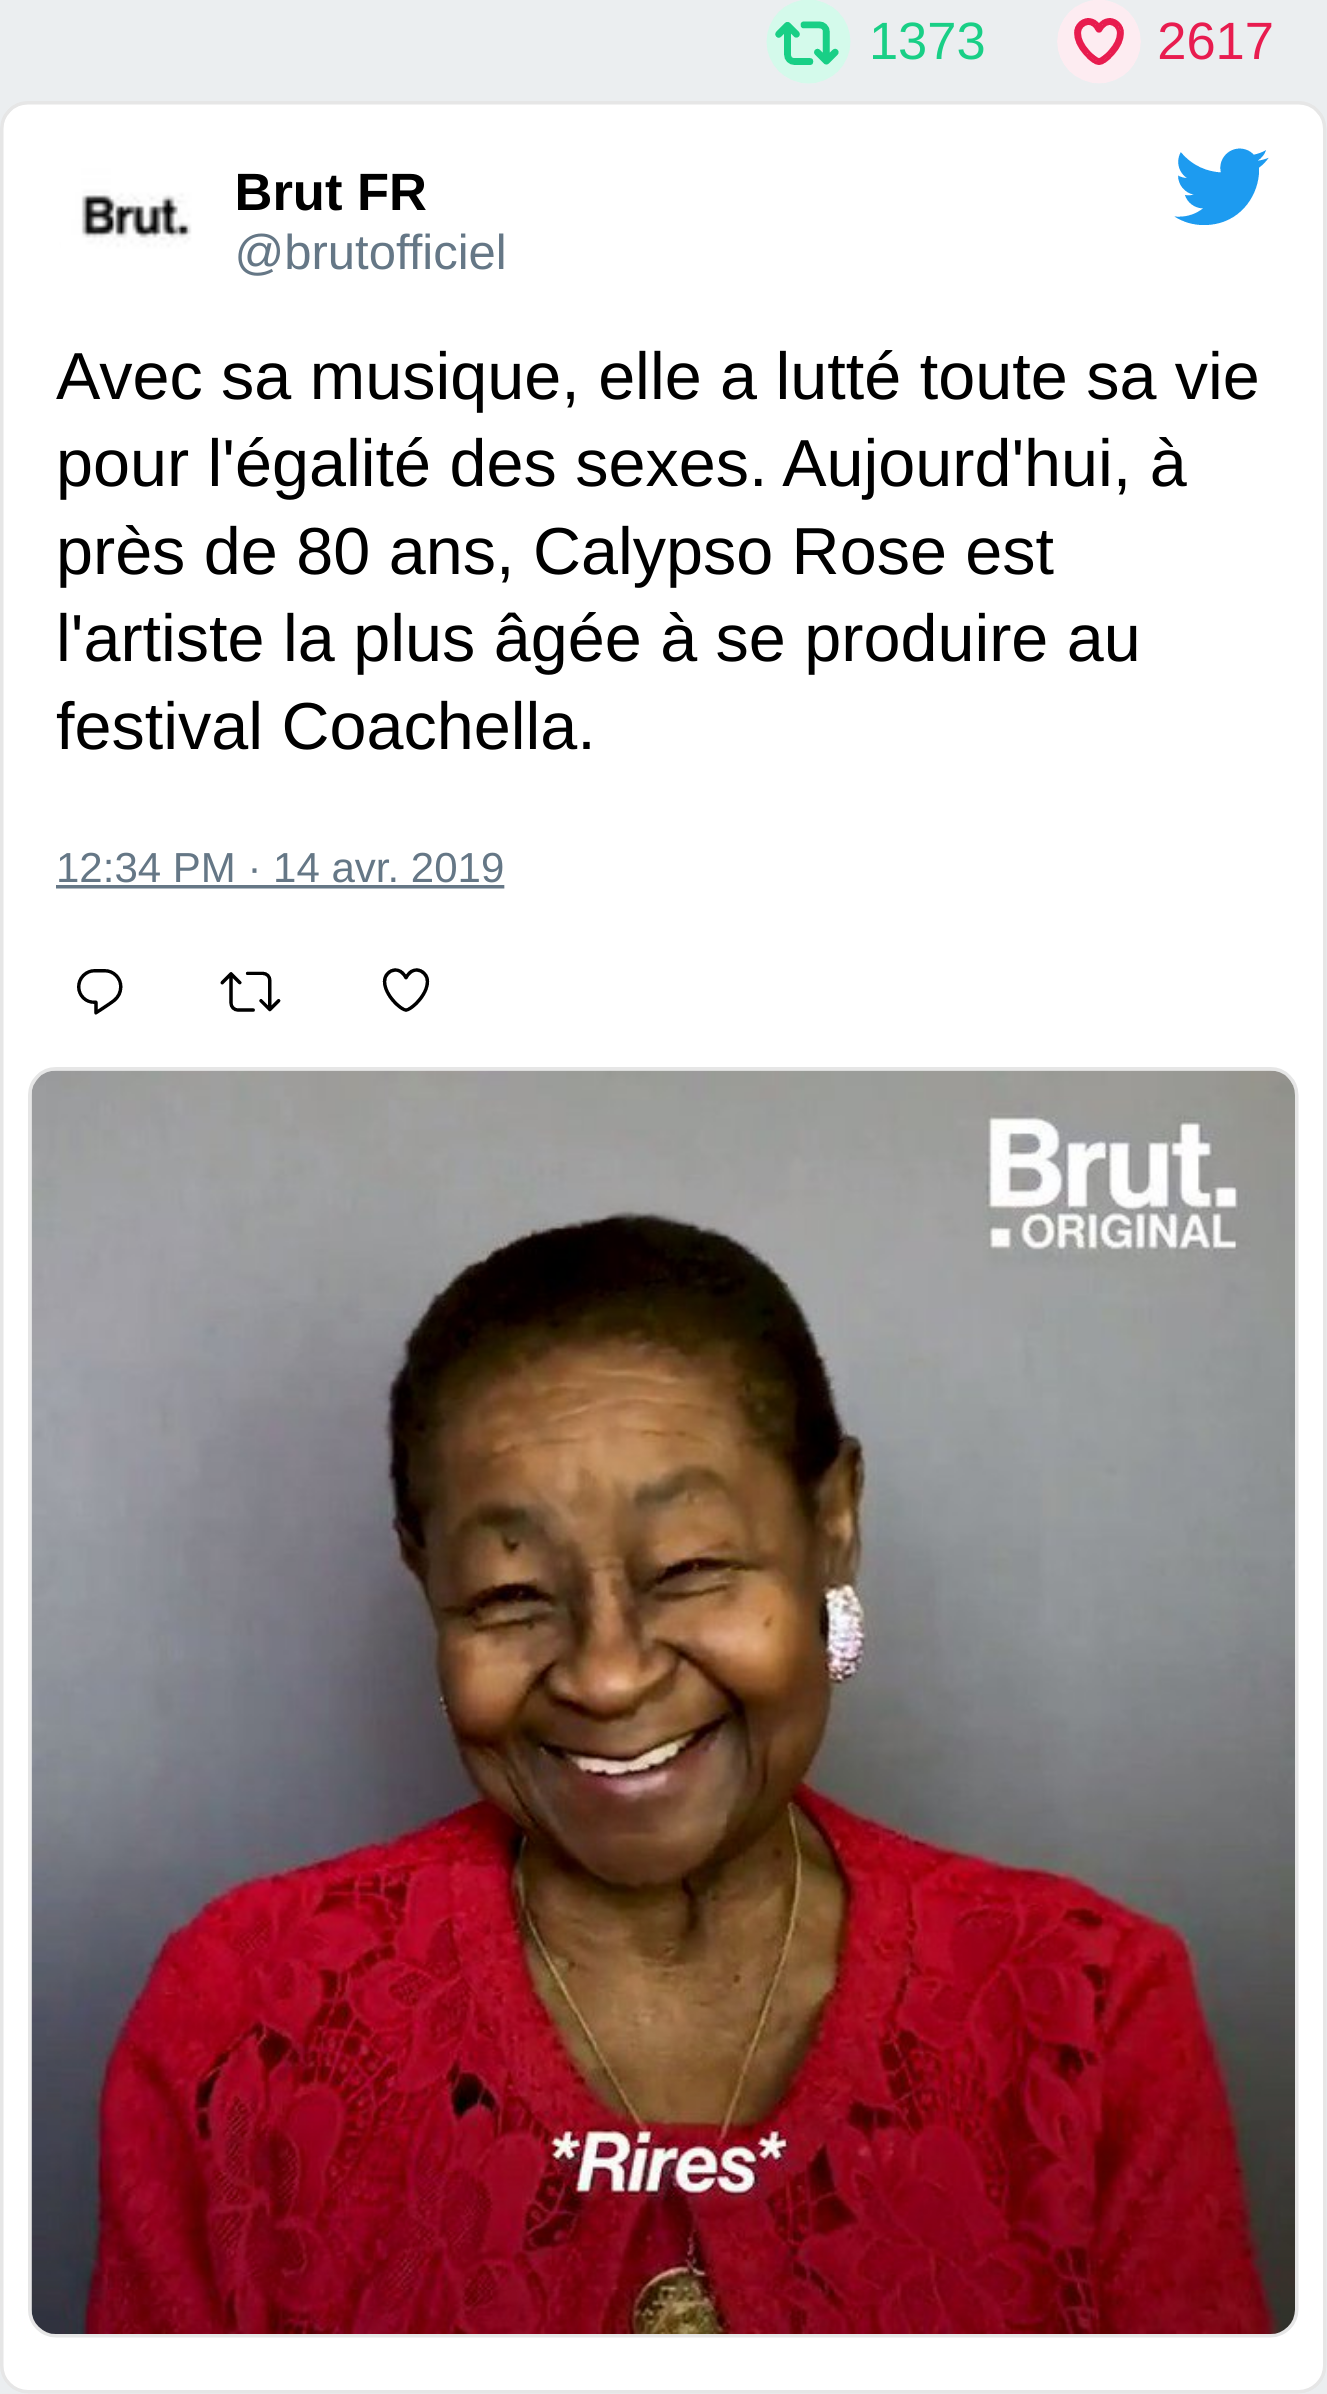 1373 2617
Brut.
Brut FR
@brutofficiel
Avec sa musique, elle a lutté toute sa vie
pour l'égalité des sexes. Aujourd'hui, à
près de 80 ans, Calypso Rose est
l'artiste la plus âgée à se produire au
festival Coachella.
12:34 PM · 14 avr. 2019
Brut.
ORIGINAL
*Rires*